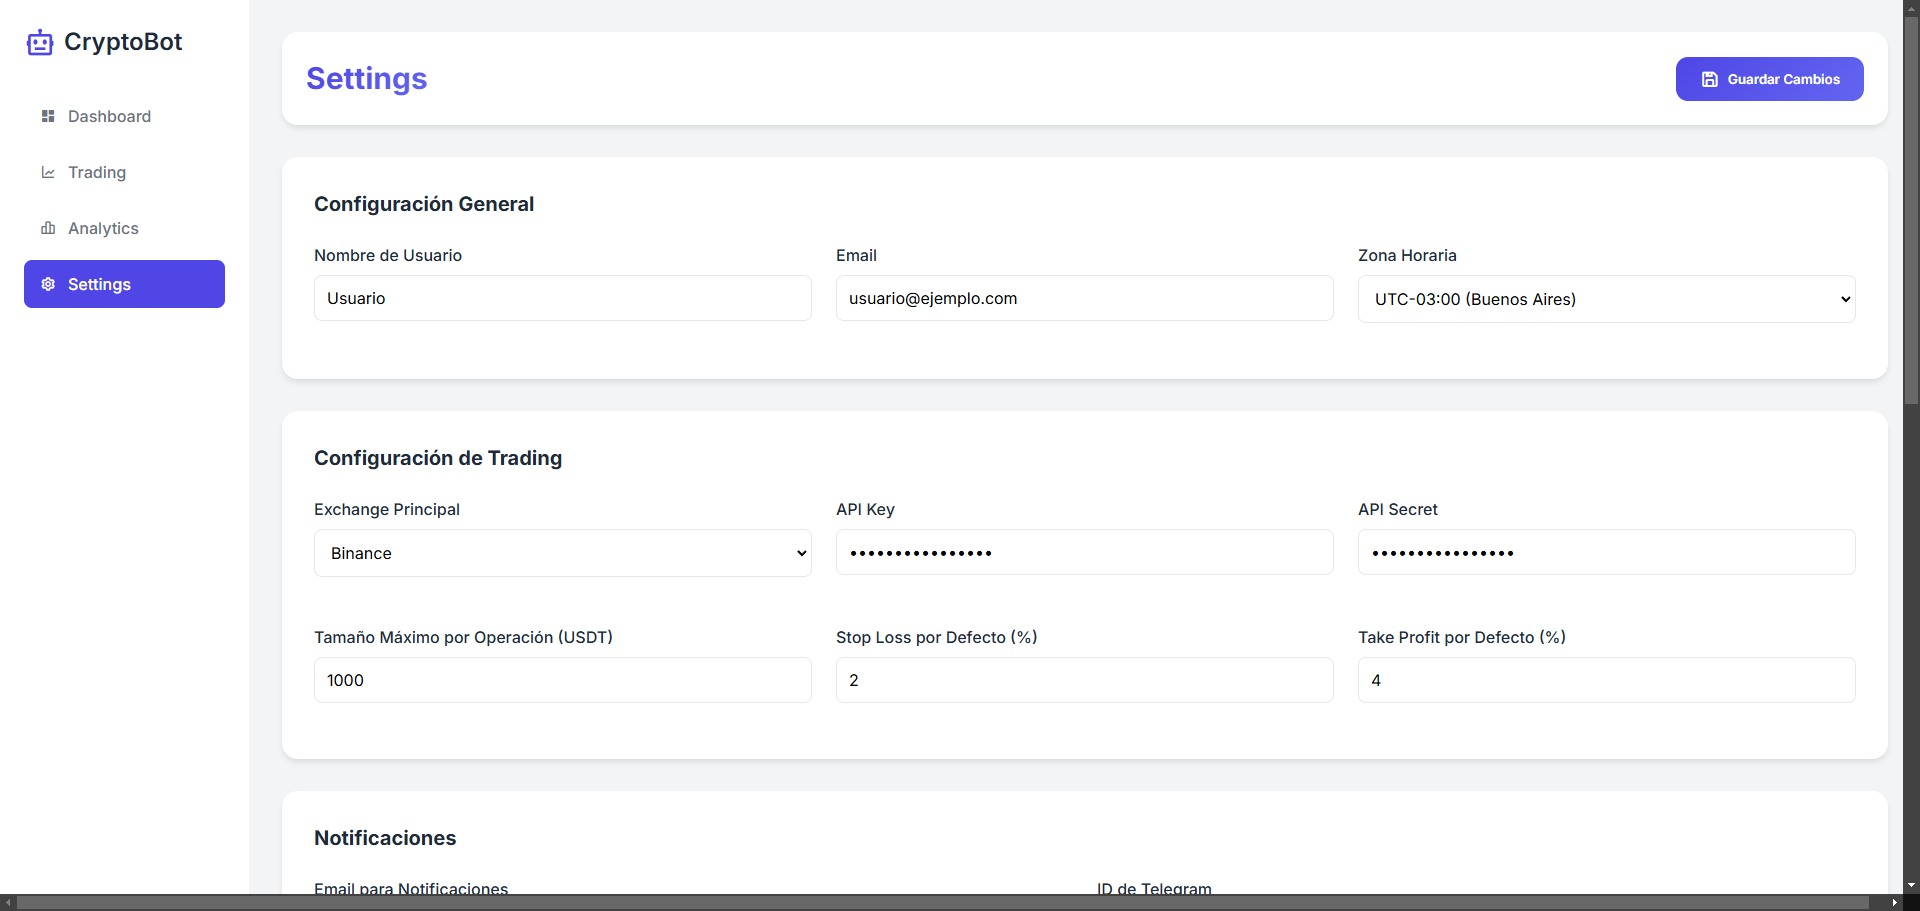 CryptoBot
Dashboard
Trading
Analytics
Settings
Settings
Guardar Cambios
Configuración General
Nombre de Usuario
Email
Zona Horaria
Usuario
usuario@ejemplo.com
UTC-03:00 (Buenos Aires)
Configuración de Trading
Exchange Principal
API Key
API Secret
Binance
••••••••••••••••
••••••••••••••••
Tamaño Máximo por Operación (USDT)
Stop Loss por Defecto (%)
Take Profit por Defecto (%)
1000
2
4
Notificaciones
Email para Notificaciones
ID de Telegram